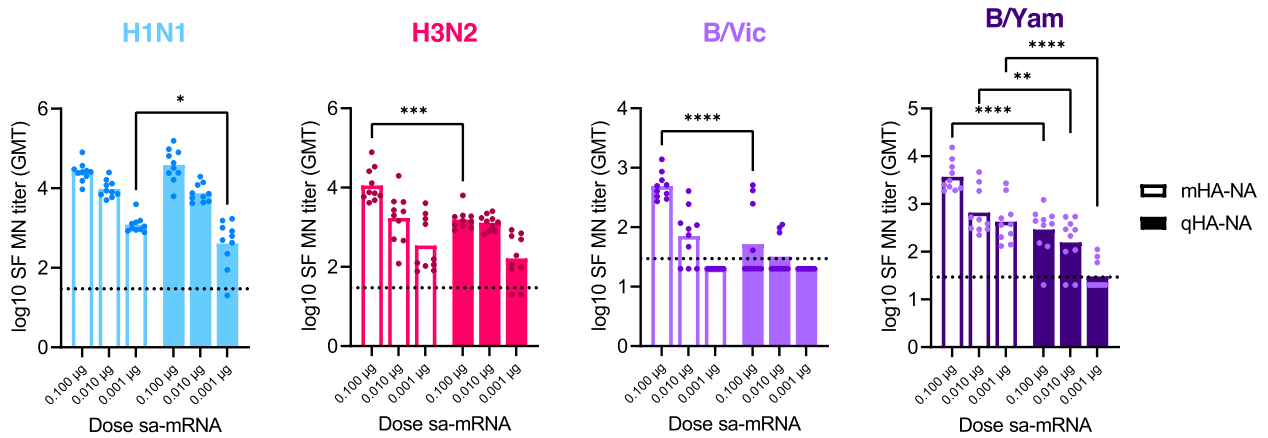 H1N1
H3N2
B/Vic
B/Yam
*
***
****
****
**
****
log10 SF MN titer (GMT)
6
4
2
0
0.100 µg
0.010 µg
0.001 µg
0.100 µg
0.010 µg
0.001 µg
Dose sa-mRNA
log10 SF MN titer (GMT)
6
4
2
0
0.100 µg
0.010 µg
0.001 µg
0.100 µg
0.010 µg
0.001 µg
Dose sa-mRNA
log10 SF MN titer (GMT)
4
3
2
1
0
0.100 µg
0.010 µg
0.001 µg
0.100 µg
0.010 µg
0.001 µg
Dose sa-mRNA
log10 SF MN titer (GMT)
5
4
3
2
1
0
0.100 µg
0.010 µg
0.001 µg
0.100 µg
0.010 µg
0.001 µg
Dose sa-mRNA
mHA-NA
qHA-NA